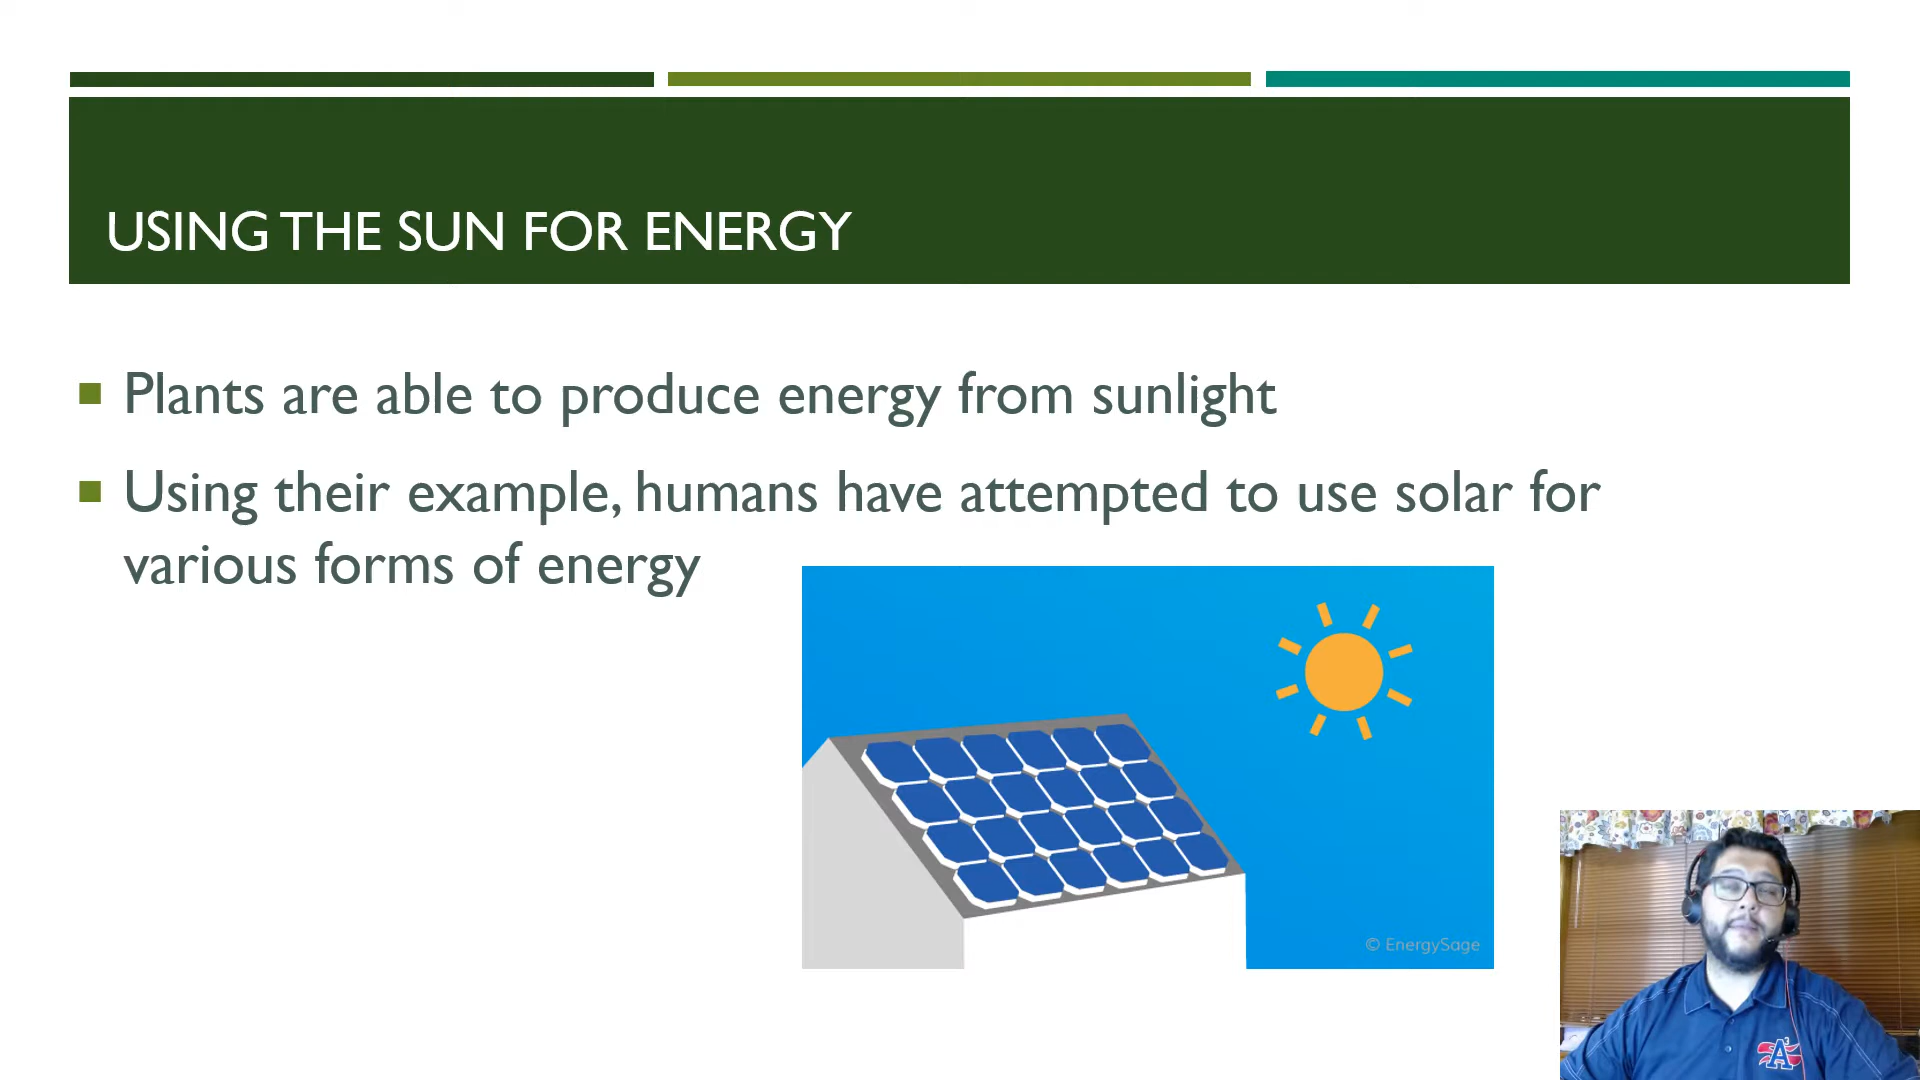 USING THE SUN FOR ENERGY
Plants are able to produce energy from sunlight
Using their example, humans have attempted to use solar for
various forms of energy
© EnergySage
A